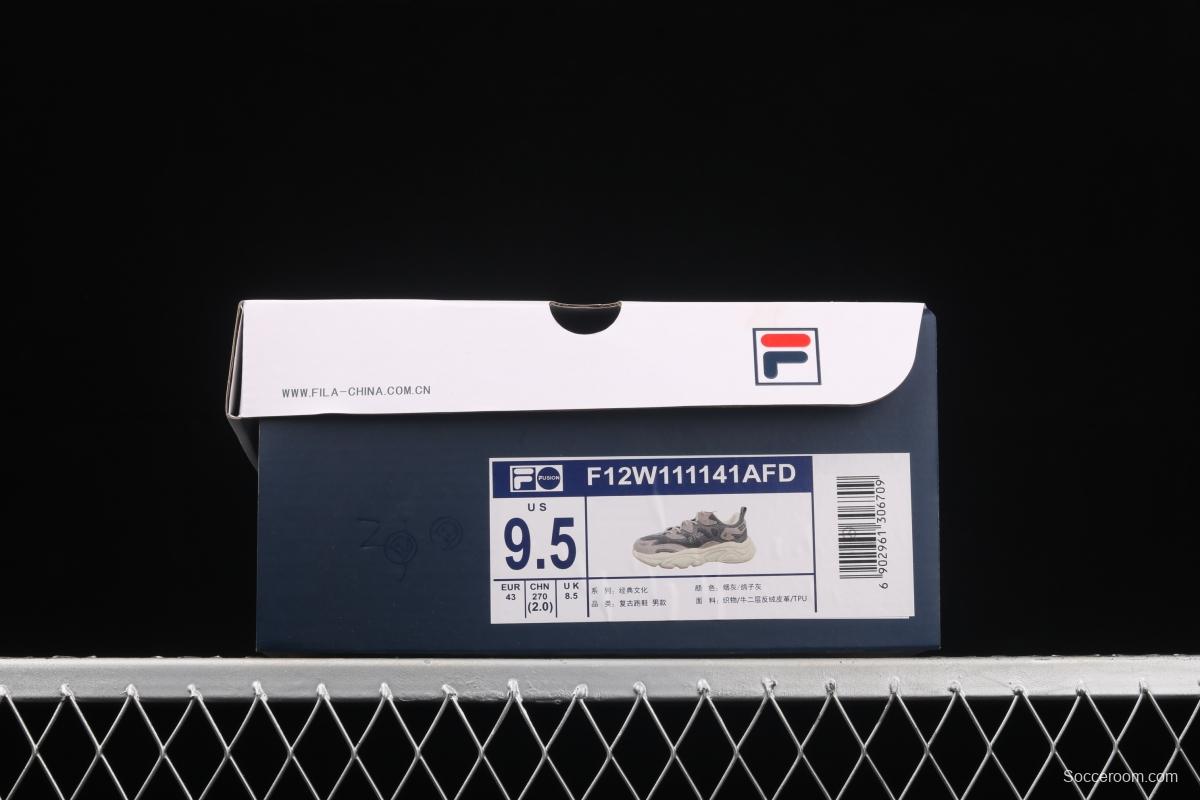 WWW.FILA-CHINA.COM.CN
F
F FUSION
F12W111141AFD
US
9.5
EUR
43
CHN
270
(2.0)
UK
8.5
系 列: 经典文化
品 类: 复古跑鞋 男款
颜 色: 蟋灰/鸽子灰
面 料: 织物/牛二层反绒皮革/TPU
6 902961 306709
Socceroom.com